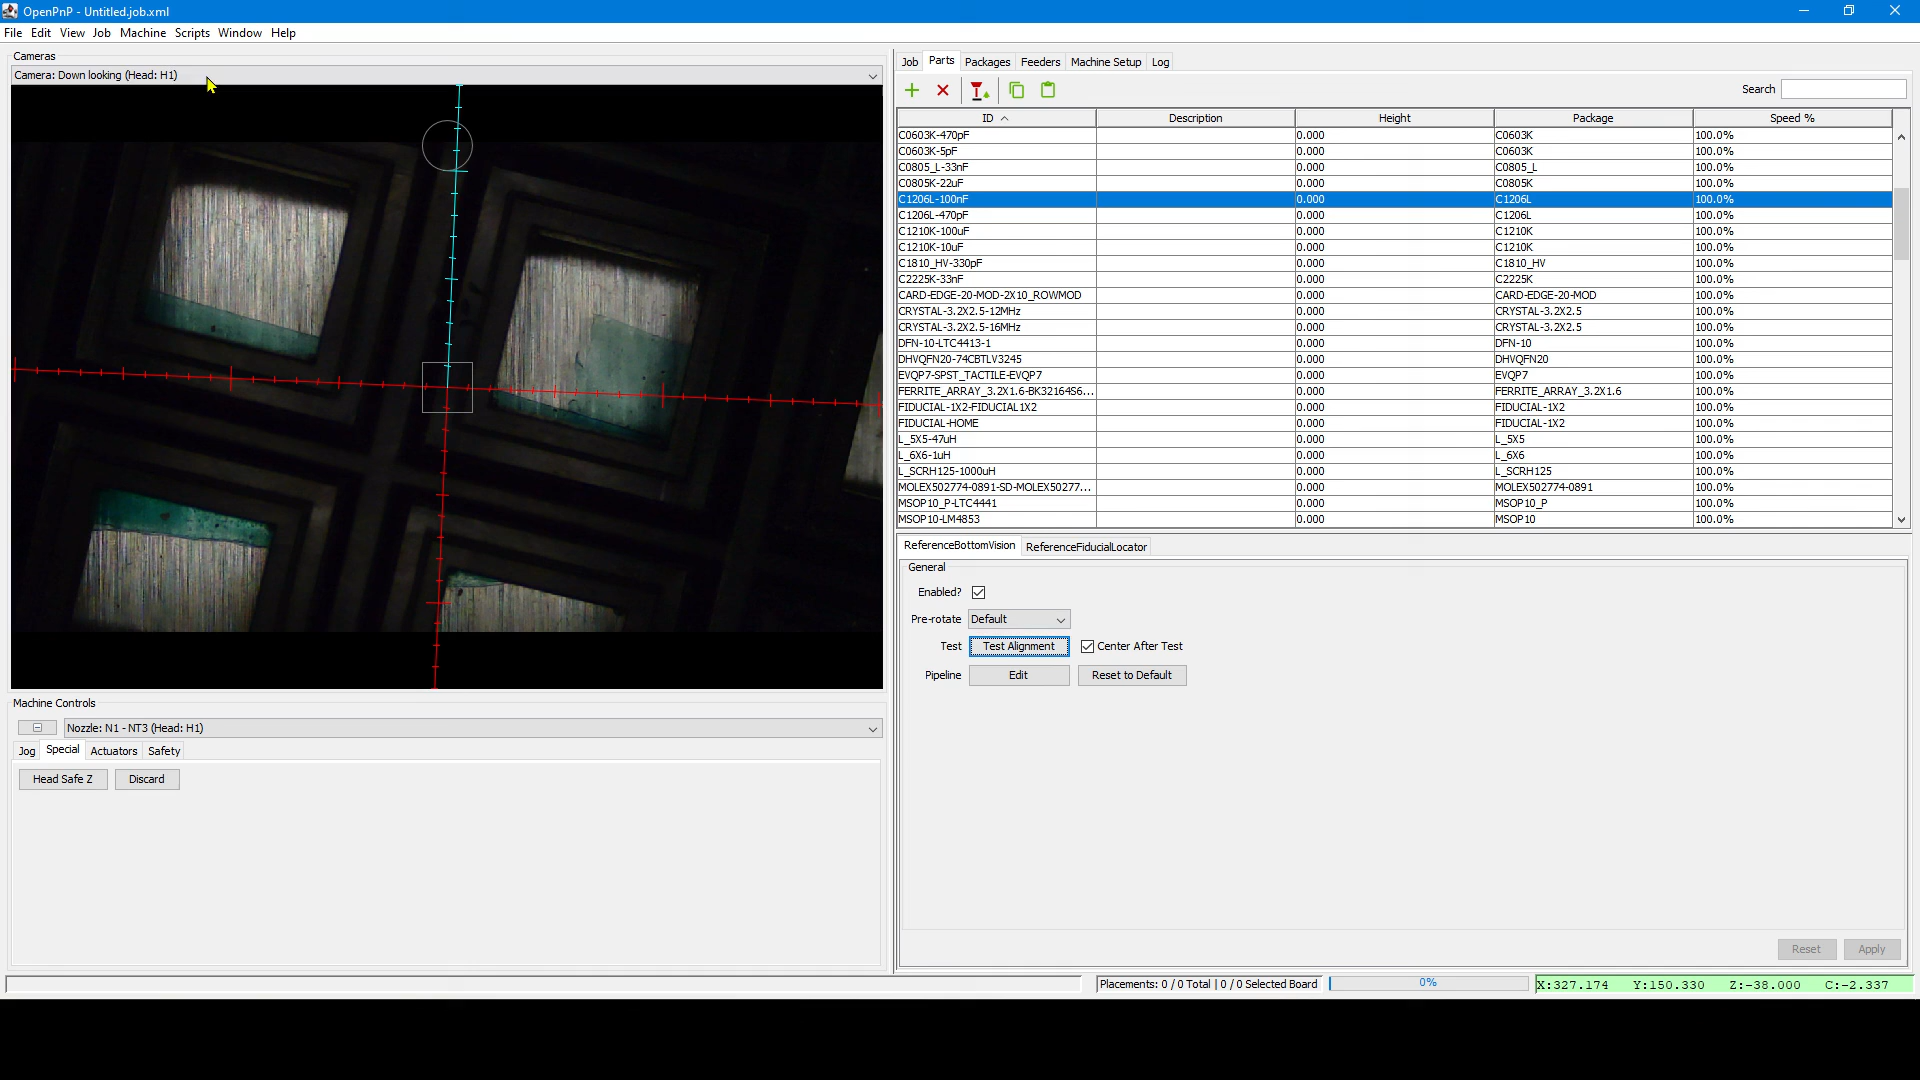 OpenPnP - Untitled.job.xml
File Edit View Job Machine Scripts Window Help
Cameras
Camera: Down looking (Head: H1)
Machine Controls
Nozzle: N1 - NT3 (Head: H1)
Jog Special Actuators Safety
Head Safe Z Discard
Job Parts Packages Feeders Machine Setup Log
Search
ID Description Height Package Speed %
C0603K-470pF 0.000 C0603K 100.0%
C0603K-5pF 0.000 C0603K 100.0%
C0805_L-33nF 0.000 C0805_L 100.0%
C0805K-22uF 0.000 C0805K 100.0%
C1206L-100nF 0.000 C1206L 100.0%
C1206L-470pF 0.000 C1206L 100.0%
C1210K-100uF 0.000 C1210K 100.0%
C1210K-10uF 0.000 C1210K 100.0%
C1810_HV-330pF 0.000 C1810_HV 100.0%
C2225K-33nF 0.000 C2225K 100.0%
CARD-EDGE-20-MOD-2X10_ROWMOD 0.000 CARD-EDGE-20-MOD 100.0%
CRYSTAL-3.2X2.5-12MHz 0.000 CRYSTAL-3.2X2.5 100.0%
CRYSTAL-3.2X2.5-16MHz 0.000 CRYSTAL-3.2X2.5 100.0%
DFN-10-LTC4413-1 0.000 DFN-10 100.0%
DHVQFN20-74CBTLV3245 0.000 DHVQFN20 100.0%
EVQP7-SPST_TACTILE-EVQP7 0.000 EVQP7 100.0%
FERRITE_ARRAY_3.2X1.6-BK32164S6... 0.000 FERRITE_ARRAY_3.2X1.6 100.0%
FIDUCIAL-1X2-FIDUCIAL1X2 0.000 FIDUCIAL-1X2 100.0%
FIDUCIAL-HOME 0.000 FIDUCIAL-1X2 100.0%
L_5X5-47uH 0.000 L_5X5 100.0%
L_6X6-1uH 0.000 L_6X6 100.0%
L_SCRH125-1000uH 0.000 L_SCRH125 100.0%
MOLEX502774-0891-SD-MOLEX50277... 0.000 MOLEX502774-0891 100.0%
MSOP10_P-LTC4441 0.000 MSOP10_P 100.0%
MSOP10-LM4853 0.000 MSOP10 100.0%
ReferenceBottomVision ReferenceFiducialLocator
General
Enabled?
Pre-rotate Default
Test Test Alignment Center After Test
Pipeline Edit Reset to Default
Reset Apply
Placements: 0 / 0 Total | 0 / 0 Selected Board 0% X:327.174 Y:150.330 Z:-38.000 C:-2.337